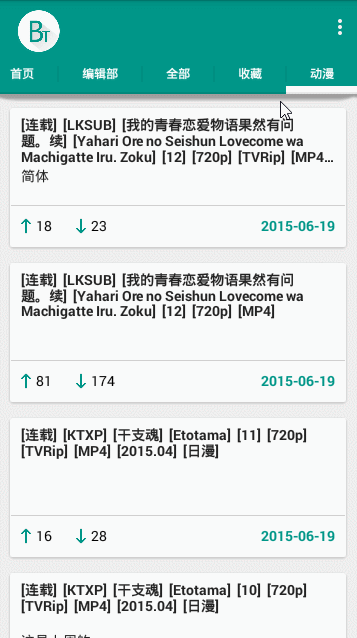 BT
首页 编辑部 全部 收藏 动漫
[连载] [LKSUB] [我的青春恋爱物语果然有问
题。续] [Yahari Ore no Seishun Lovecome wa
Machigatte Iru. Zoku] [12] [720p] [TVRip] [MP4...
简体
18 23 2015-06-19
[连载] [LKSUB] [我的青春恋爱物语果然有问
题。续] [Yahari Ore no Seishun Lovecome wa
Machigatte Iru. Zoku] [12] [720p] [MP4]
81 174 2015-06-19
[连载] [KTXP] [干支魂] [Etotama] [11] [720p]
[TVRip] [MP4] [2015.04] [日漫]
16 28 2015-06-19
[连载] [KTXP] [干支魂] [Etotama] [10] [720p]
[TVRip] [MP4] [2015.04] [日漫]